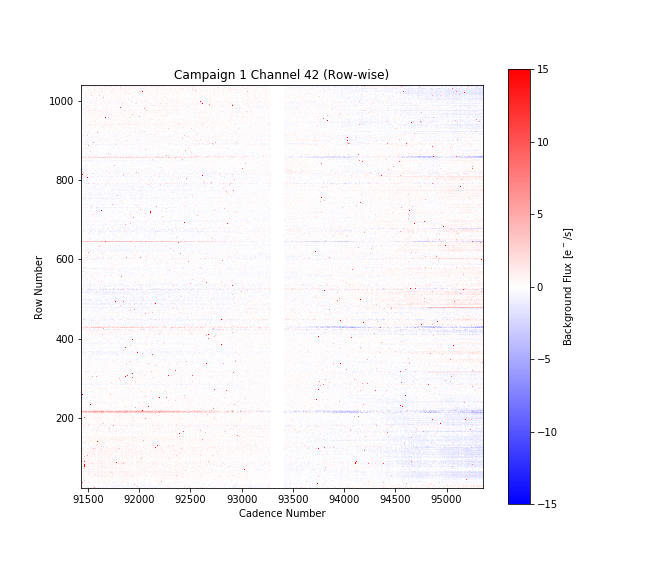 Campaign 1 Channel 42 (Row-wise)
1000
800
600
400
200
Row Number
91500 92000 92500 93000 93500 94000 94500 95000
Cadence Number
15
10
5
0
−5
−10
−15
Background Flux [e⁻/s]